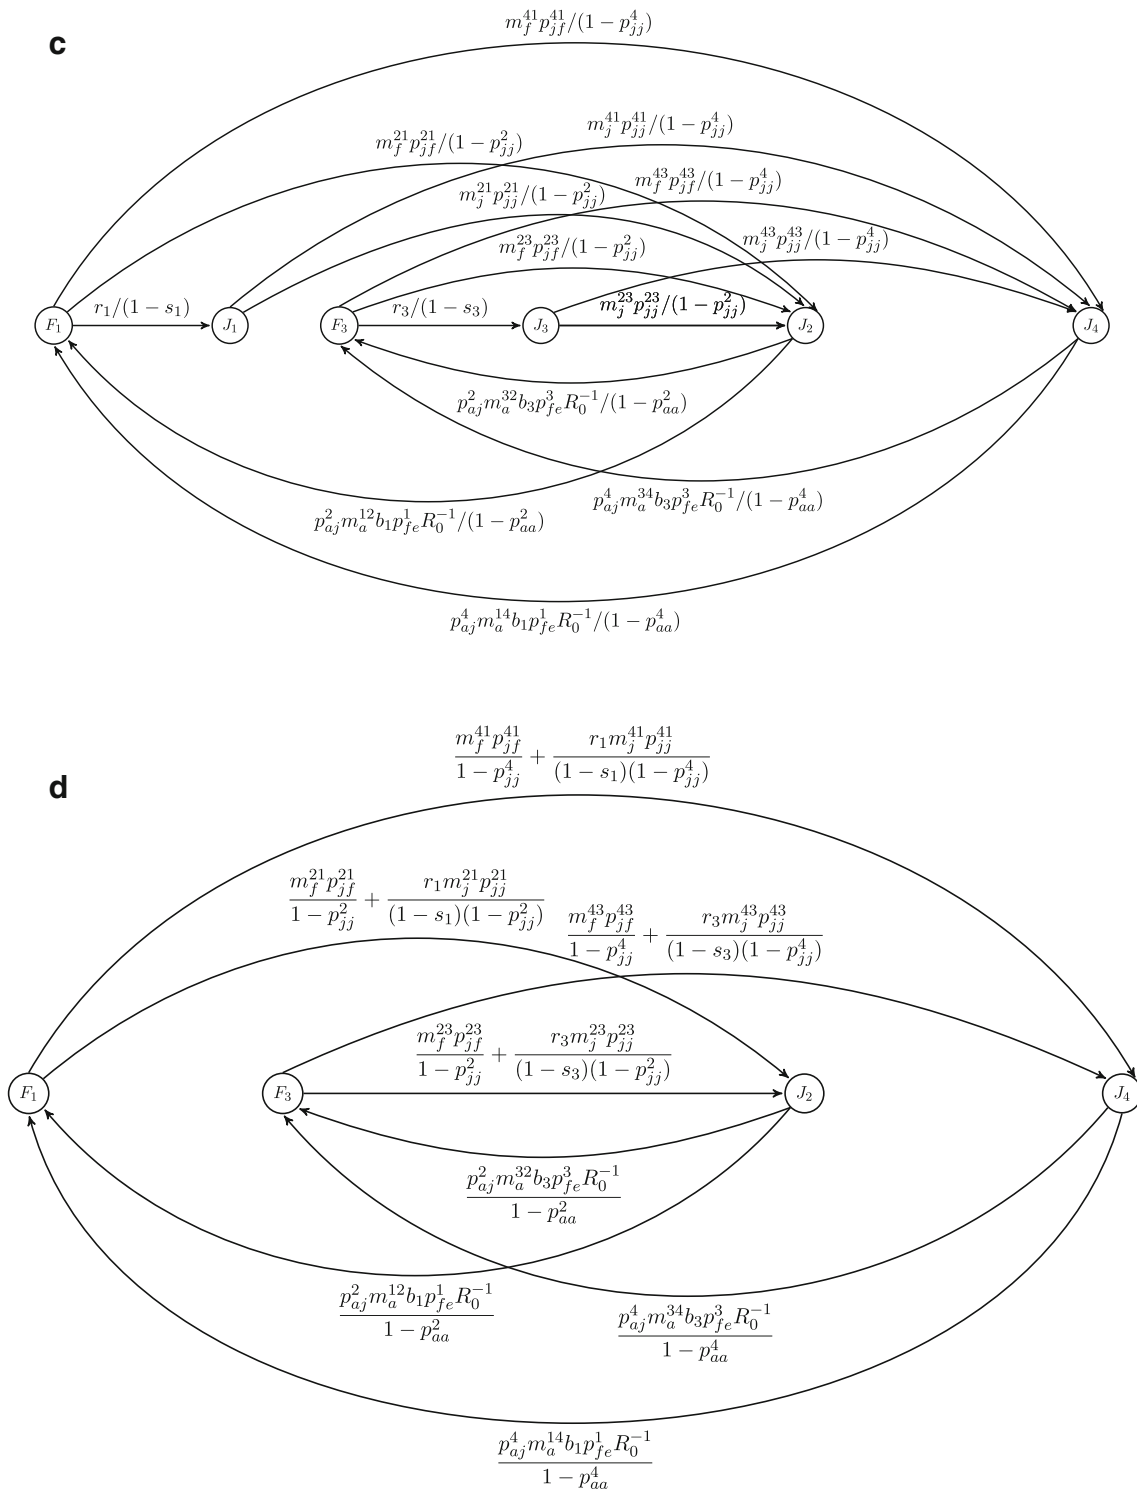 c
m_f^{41}p_{jf}^{41}/(1 − p_{jj}^4)
m_j^{41}p_{jj}^{41}/(1 − p_{jj}^4)
m_f^{21}p_{jf}^{21}/(1 − p_{jj}^2)
m_f^{43}p_{jf}^{43}/(1 − p_{jj}^4)
m_j^{21}p_{jj}^{21}/(1 − p_{jj}^2)
m_f^{23}p_{jf}^{23}/(1 − p_{jj}^2)
m_j^{43}p_{jj}^{43}/(1 − p_{jj}^4)
r_1/(1 − s_1)
r_3/(1 − s_3)
m_j^{23}p_{jj}^{23}/(1 − p_{jj}^2)
F_1 J_1 F_3 J_3 J_2 J_4
p_{aj}^2 m_a^{32} b_3 p_{fe}^3 R_0^{-1}/(1 − p_{aa}^2)
p_{aj}^4 m_a^{34} b_3 p_{fe}^3 R_0^{-1}/(1 − p_{aa}^4)
p_{aj}^2 m_a^{12} b_1 p_{fe}^1 R_0^{-1}/(1 − p_{aa}^2)
p_{aj}^4 m_a^{14} b_1 p_{fe}^1 R_0^{-1}/(1 − p_{aa}^4)
d
\frac{m_f^{41}p_{jf}^{41}}{1 − p_{jj}^4} + \frac{r_1 m_j^{41}p_{jj}^{41}}{(1 − s_1)(1 − p_{jj}^4)}
\frac{m_f^{21}p_{jf}^{21}}{1 − p_{jj}^2} + \frac{r_1 m_j^{21}p_{jj}^{21}}{(1 − s_1)(1 − p_{jj}^2)}
\frac{m_f^{43}p_{jf}^{43}}{1 − p_{jj}^4} + \frac{r_3 m_j^{43}p_{jj}^{43}}{(1 − s_3)(1 − p_{jj}^4)}
\frac{m_f^{23}p_{jf}^{23}}{1 − p_{jj}^2} + \frac{r_3 m_j^{23}p_{jj}^{23}}{(1 − s_3)(1 − p_{jj}^2)}
F_1 F_3 J_2 J_4
\frac{p_{aj}^2 m_a^{32} b_3 p_{fe}^3 R_0^{-1}}{1 − p_{aa}^2}
\frac{p_{aj}^2 m_a^{12} b_1 p_{fe}^1 R_0^{-1}}{1 − p_{aa}^2}
\frac{p_{aj}^4 m_a^{34} b_3 p_{fe}^3 R_0^{-1}}{1 − p_{aa}^4}
\frac{p_{aj}^4 m_a^{14} b_1 p_{fe}^1 R_0^{-1}}{1 − p_{aa}^4}